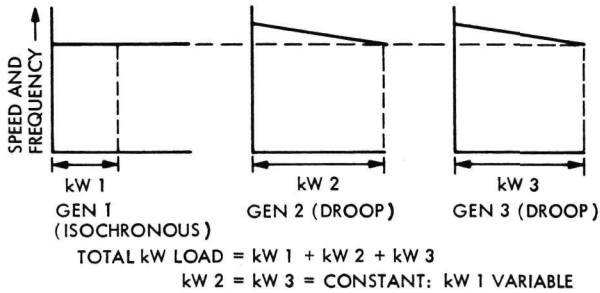 SPEED AND
FREQUENCY
kW 1
GEN 1
(ISOCHRONOUS)
kW 2
GEN 2 (DROOP)
kW 3
GEN 3 (DROOP)
TOTAL kW LOAD = kW 1 + kW 2 + kW 3
kW 2 = kW 3 = CONSTANT: kW 1 VARIABLE